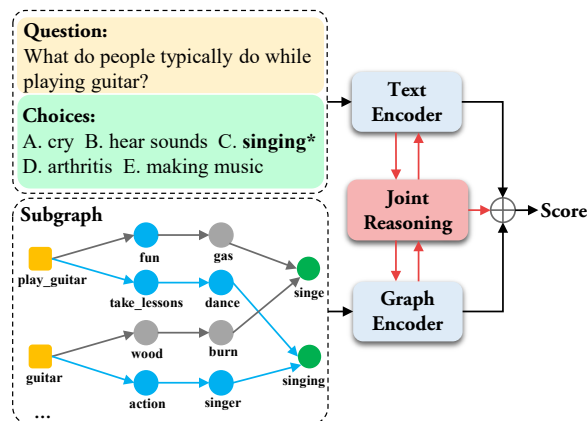 Question:
What do people typically do while
playing guitar?
Choices:
A. cry B. hear sounds C. singing*
D. arthritis E. making music
Subgraph
play_guitar
fun
gas
singe
take_lessons
dance
guitar
wood
burn
singing
action
singer
...
Text
Encoder
Joint
Reasoning
Score
Graph
Encoder